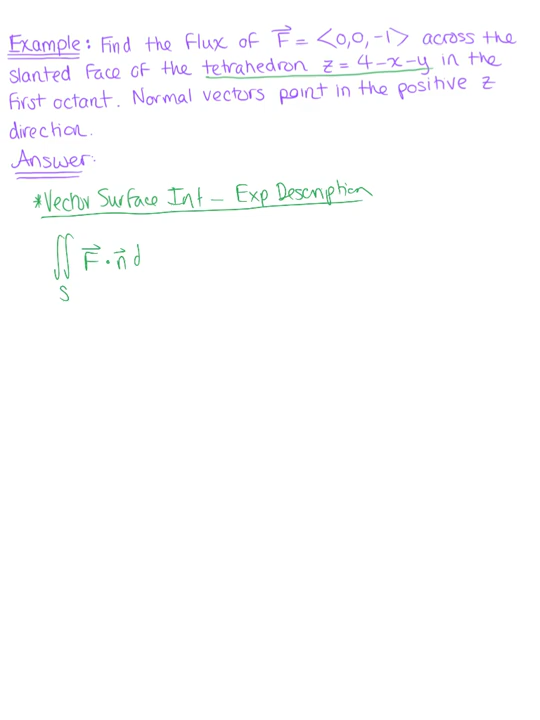 Example: Find the flux of F⃗ = <0,0,-1> across the
slanted face of the tetrahedron z = 4-x-y in the
first octant. Normal vectors point in the positive z
direction.
Answer:
*Vector Surface Int — Exp Description
∬ F⃗ · n⃗ d
S